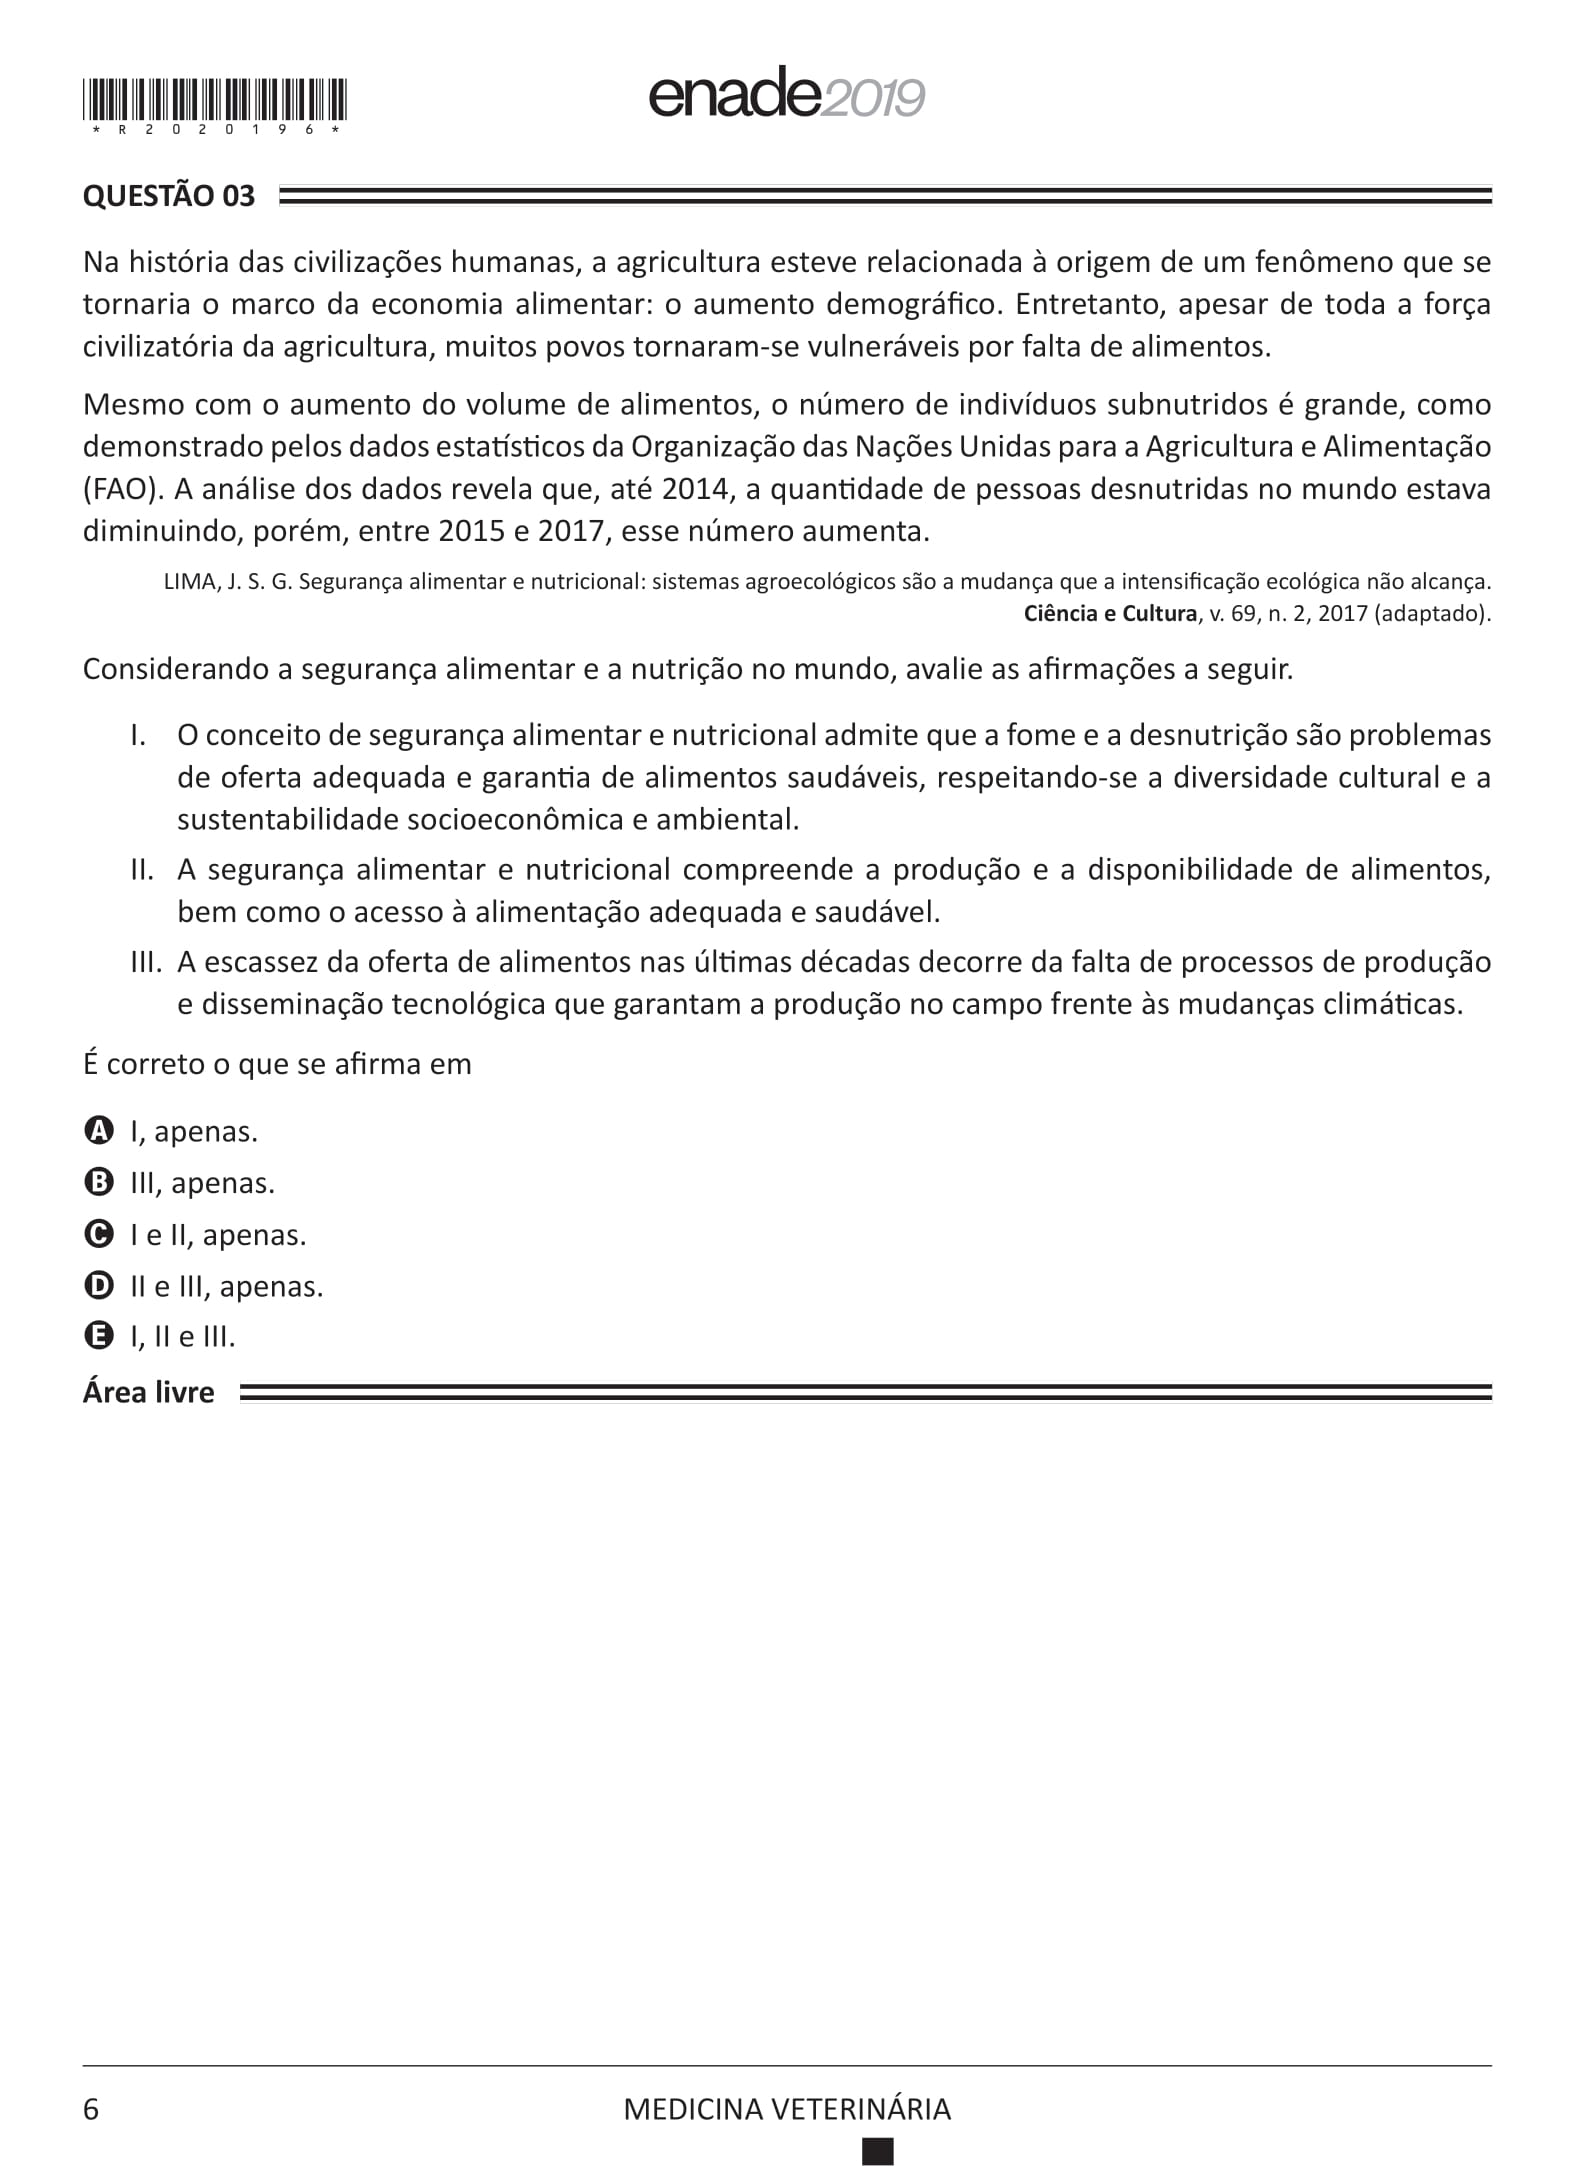 *R2020196*
enade2019
QUESTÃO 03
Na história das civilizações humanas, a agricultura esteve relacionada à origem de um fenômeno que se
tornaria o marco da economia alimentar: o aumento demográfico. Entretanto, apesar de toda a força
civilizatória da agricultura, muitos povos tornaram-se vulneráveis por falta de alimentos.
Mesmo com o aumento do volume de alimentos, o número de indivíduos subnutridos é grande, como
demonstrado pelos dados estatísticos da Organização das Nações Unidas para a Agricultura e Alimentação
(FAO). A análise dos dados revela que, até 2014, a quantidade de pessoas desnutridas no mundo estava
diminuindo, porém, entre 2015 e 2017, esse número aumenta.
LIMA, J. S. G. Segurança alimentar e nutricional: sistemas agroecológicos são a mudança que a intensificação ecológica não alcança.
Ciência e Cultura, v. 69, n. 2, 2017 (adaptado).
Considerando a segurança alimentar e a nutrição no mundo, avalie as afirmações a seguir.
I. O conceito de segurança alimentar e nutricional admite que a fome e a desnutrição são problemas
de oferta adequada e garantia de alimentos saudáveis, respeitando-se a diversidade cultural e a
sustentabilidade socioeconômica e ambiental.
II. A segurança alimentar e nutricional compreende a produção e a disponibilidade de alimentos,
bem como o acesso à alimentação adequada e saudável.
III. A escassez da oferta de alimentos nas últimas décadas decorre da falta de processos de produção
e disseminação tecnológica que garantam a produção no campo frente às mudanças climáticas.
É correto o que se afirma em
A I, apenas.
B III, apenas.
C I e II, apenas.
D II e III, apenas.
E I, II e III.
Área livre
6
MEDICINA VETERINÁRIA